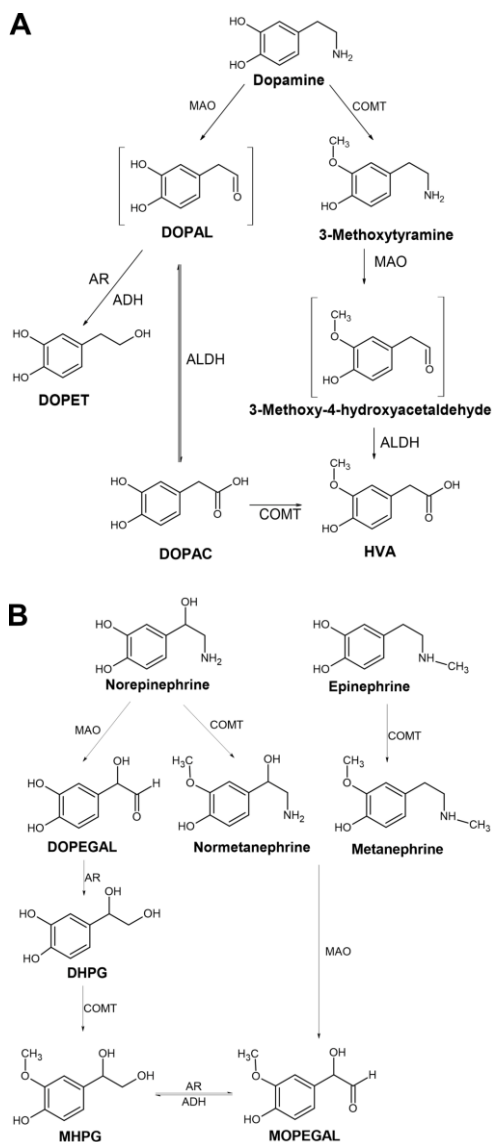 A
HO
HO
NH2
Dopamine
MAO
COMT
HO
HO
O
DOPAL
CH3
O
HO
NH2
3-Methoxytyramine
AR
ADH
MAO
HO
HO
OH
DOPET
ALDH
CH3
O
HO
O
3-Methoxy-4-hydroxyacetaldehyde
ALDH
HO
HO
OH
O
DOPAC
COMT
CH3
O
HO
OH
O
HVA
B
OH
HO
HO
NH2
Norepinephrine
HO
HO
NH
CH3
Epinephrine
MAO
COMT
COMT
OH
HO
HO
H
O
DOPEGAL
H3C
O
OH
HO
NH2
Normetanephrine
CH3
O
HO
NH
CH3
Metanephrine
AR
OH
HO
HO
OH
DHPG
MAO
COMT
CH3
O
OH
OH
HO
MHPG
AR
ADH
CH3
O
OH
H
HO
O
MOPEGAL